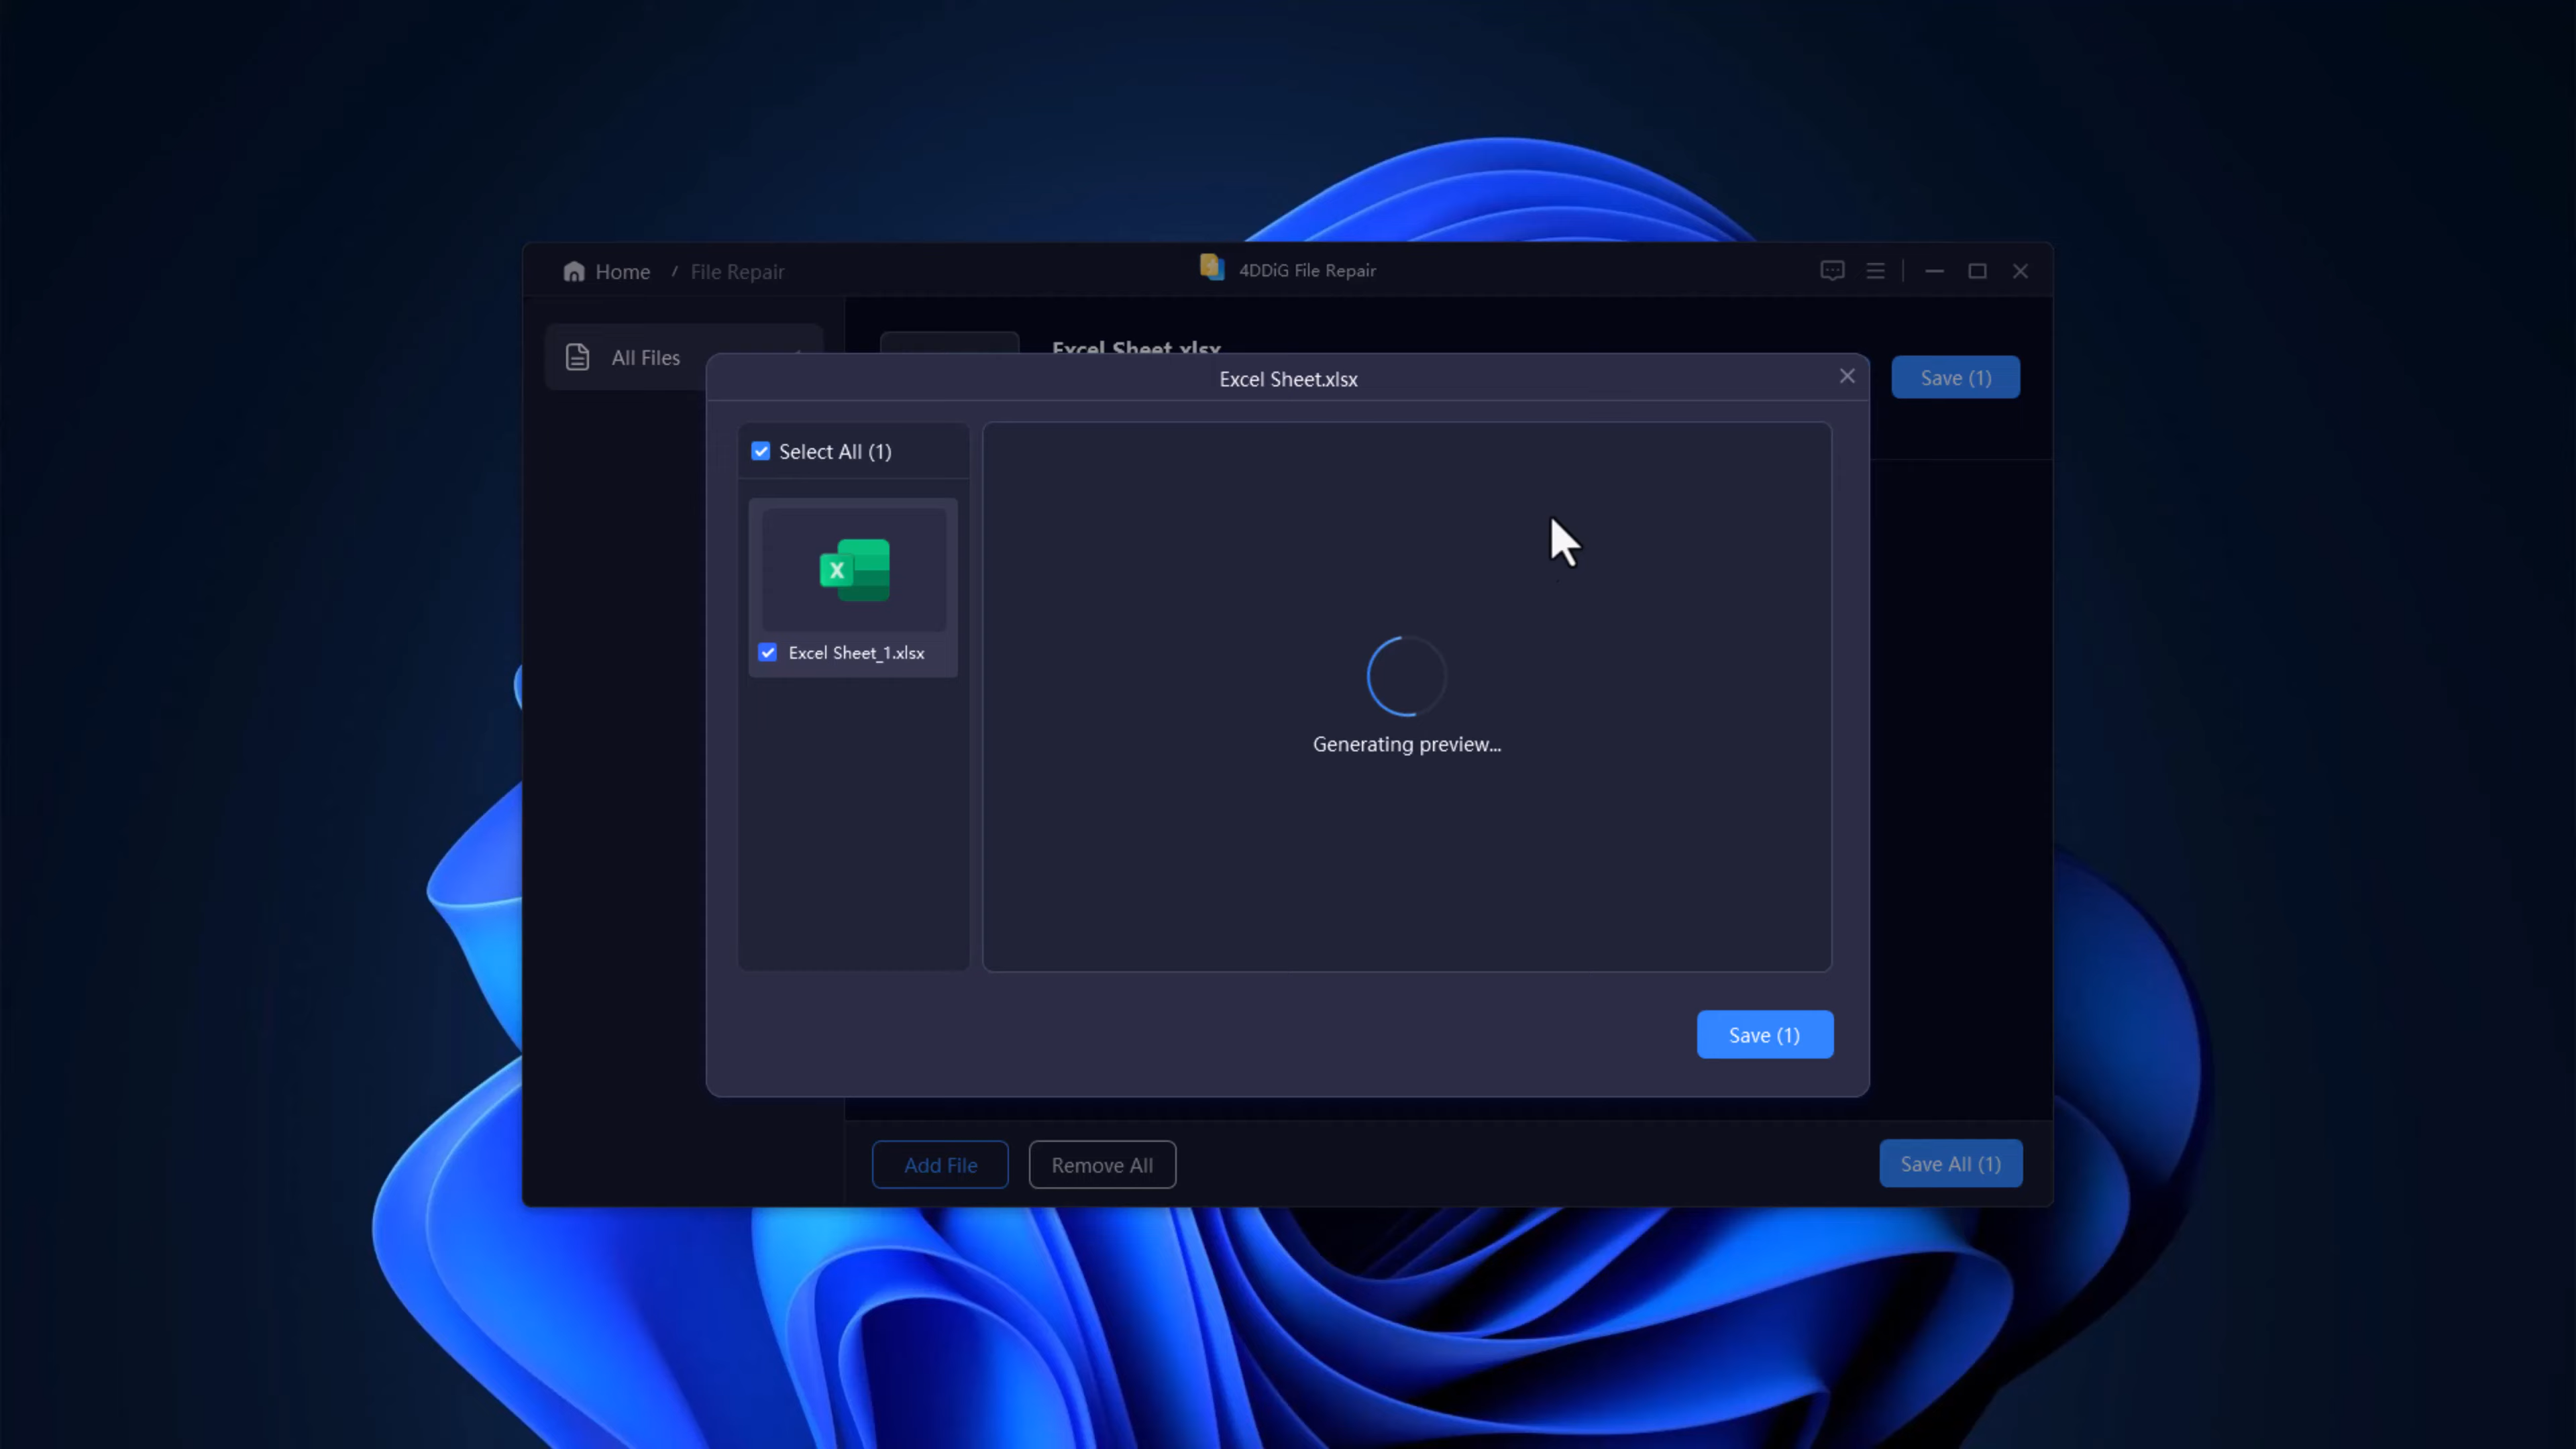 Home / File Repair
4DDiG File Repair
All Files
Excel Sheet.xlsx
Save (1)
Excel Sheet.xlsx
Select All (1)
X
Excel Sheet_1.xlsx
Generating preview...
Save (1)
Add File
Remove All
Save All (1)